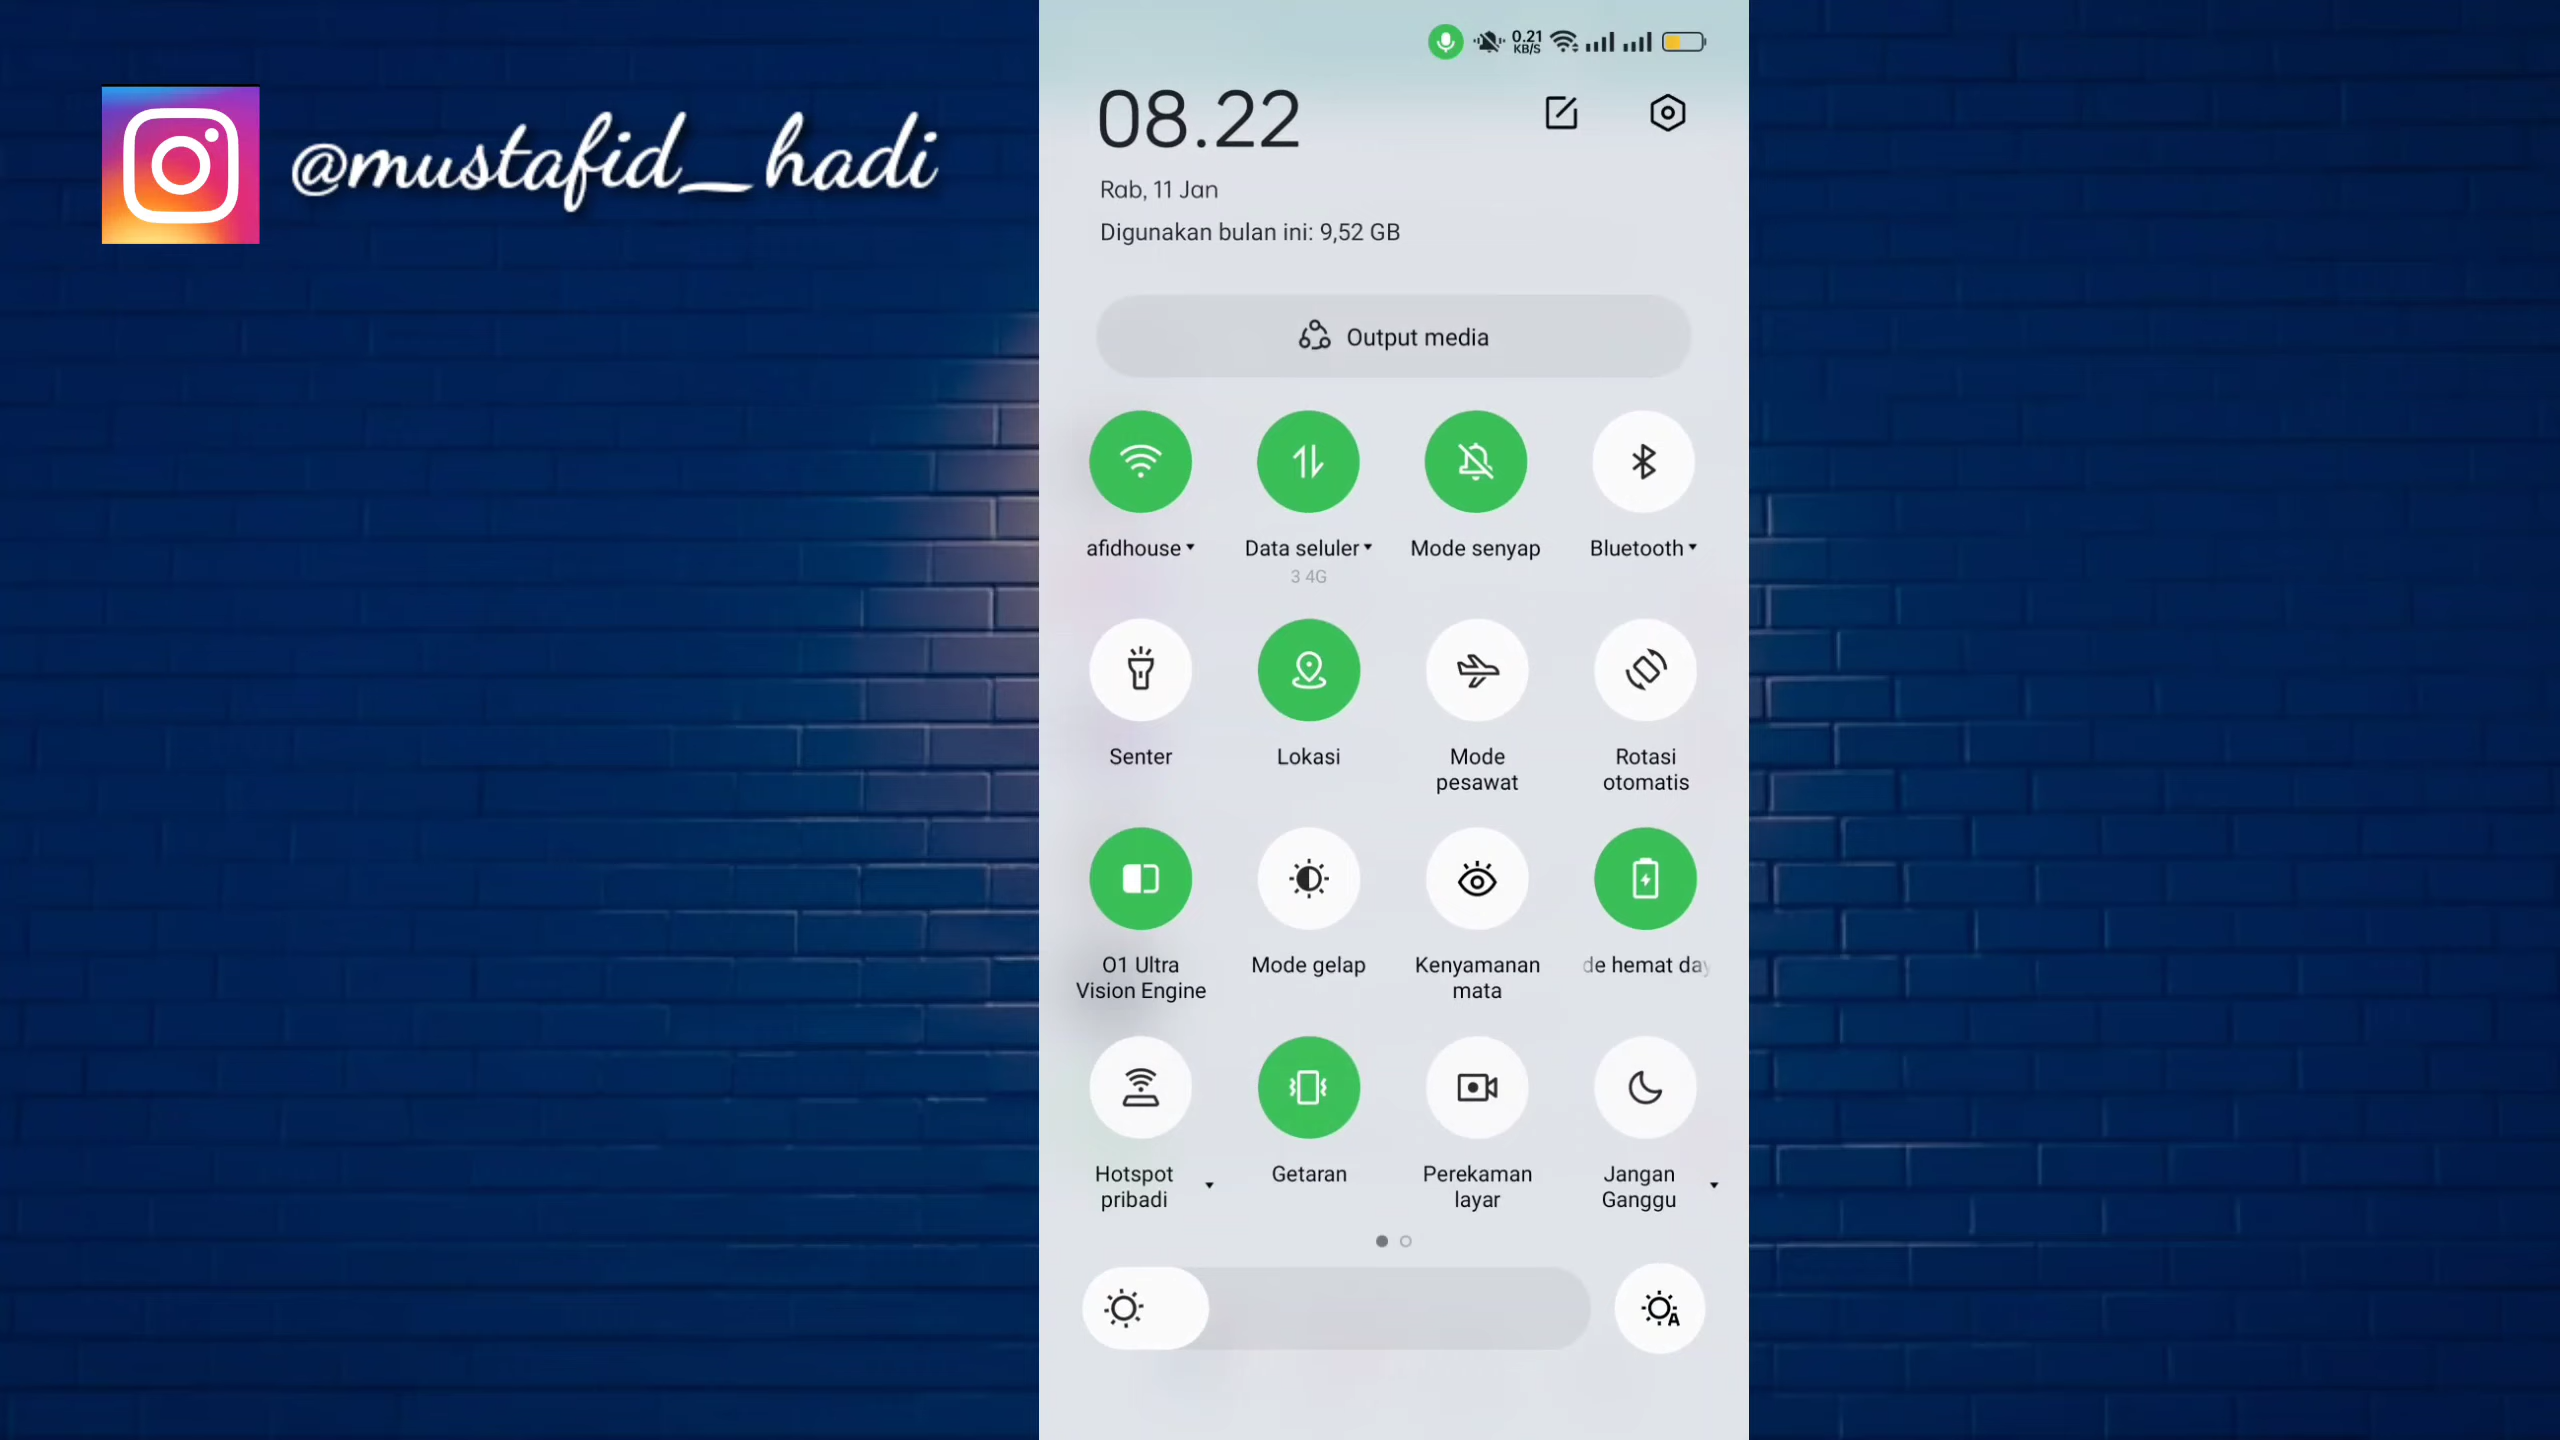 @mustafid_hadi
0.21
KB/S
08.22
Rab, 11 Jan
Digunakan bulan ini: 9,52 GB
Output media
afidhouse
Data seluler
3 4G
Mode senyap
Bluetooth
Senter
Lokasi
Mode
pesawat
Rotasi
otomatis
O1 Ultra
Vision Engine
Mode gelap
Kenyamanan
mata
de hemat day
Hotspot
pribadi
Getaran
Perekaman
layar
Jangan
Ganggu
A